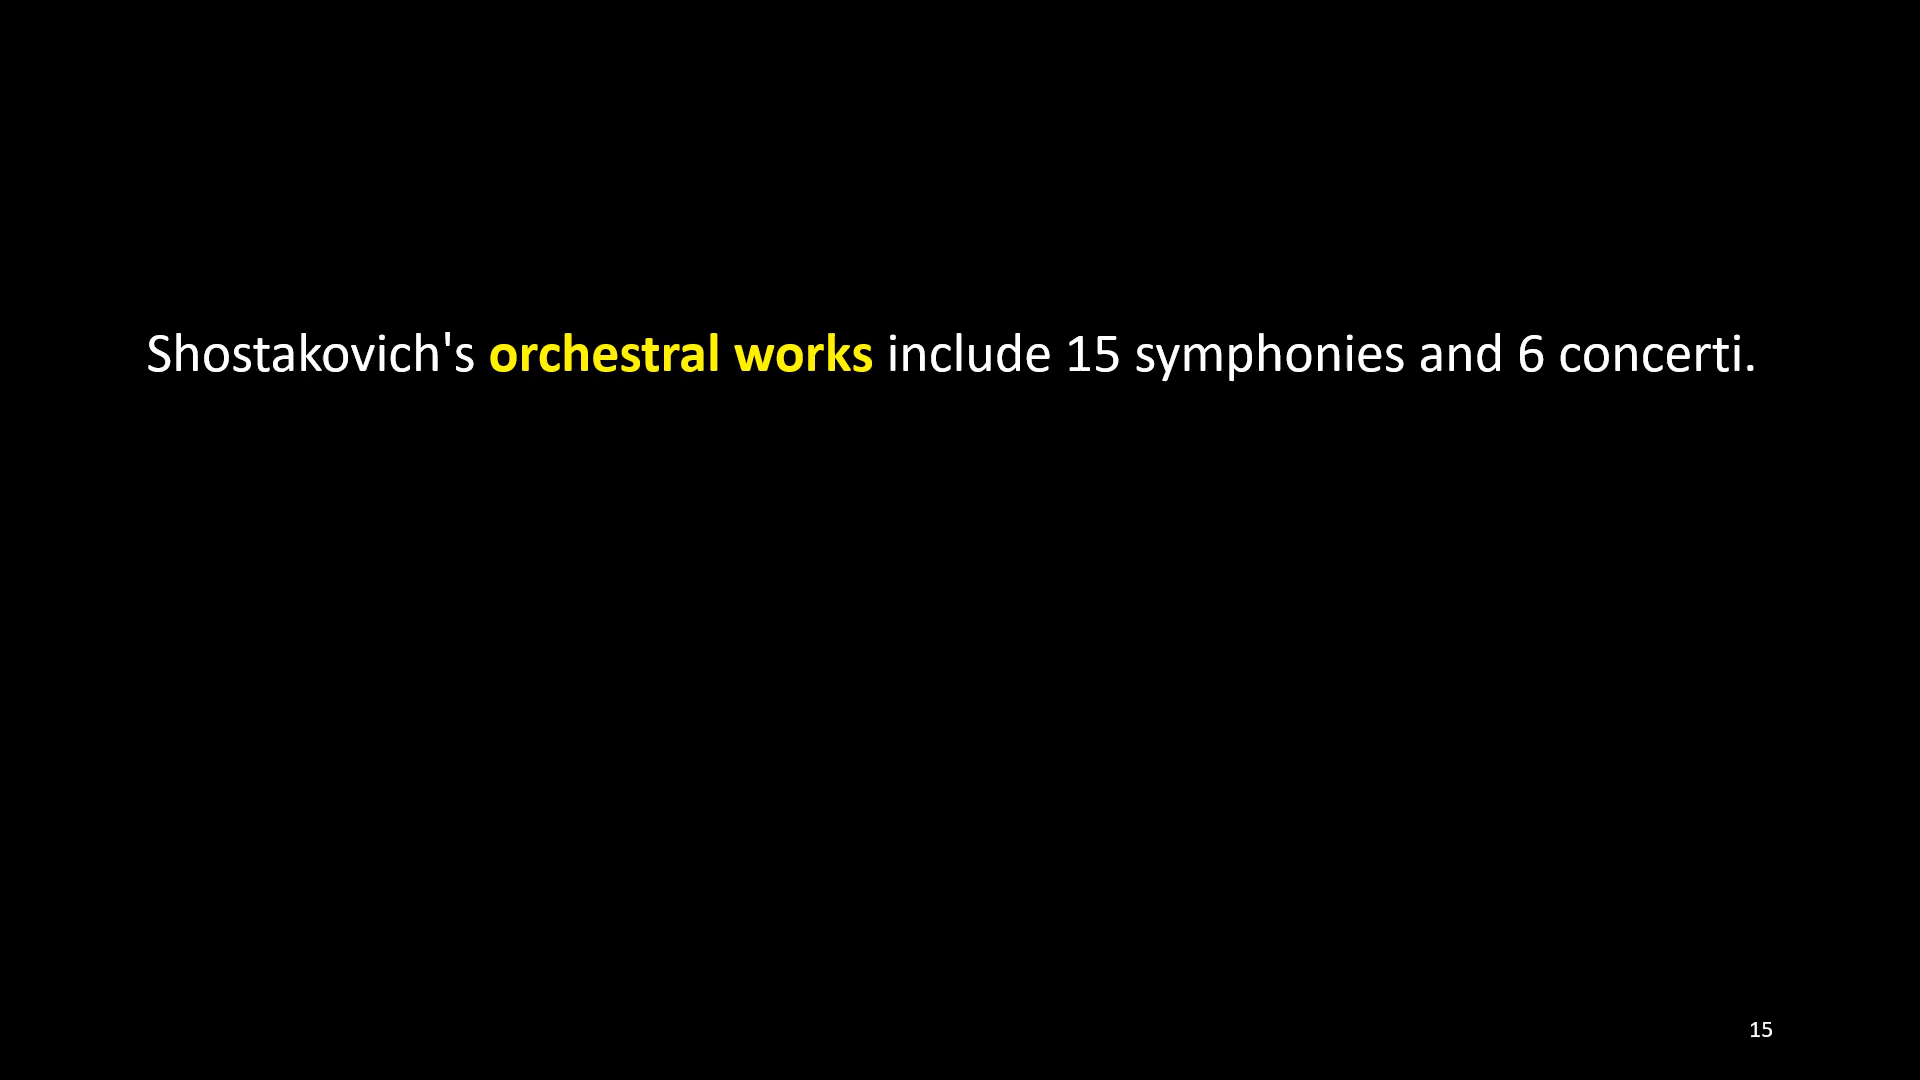 Shostakovich's orchestral works include 15 symphonies and 6 concerti.
15